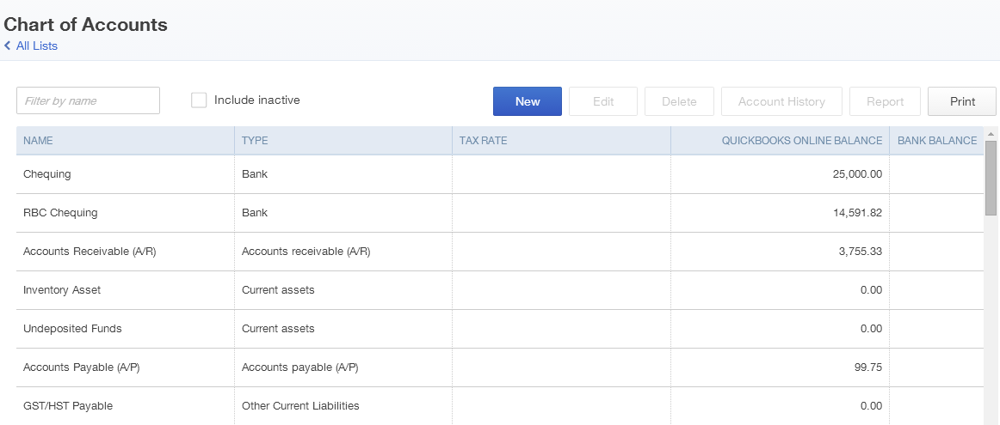 Chart of Accounts
All Lists
Filter by name
Include inactive
New Edit Delete Account History Report Print
NAME TYPE TAX RATE QUICKBOOKS ONLINE BALANCE BANK BALANCE
Chequing Bank 25,000.00
RBC Chequing Bank 14,591.82
Accounts Receivable (A/R) Accounts receivable (A/R) 3,755.33
Inventory Asset Current assets 0.00
Undeposited Funds Current assets 0.00
Accounts Payable (A/P) Accounts payable (A/P) 99.75
GST/HST Payable Other Current Liabilities 0.00